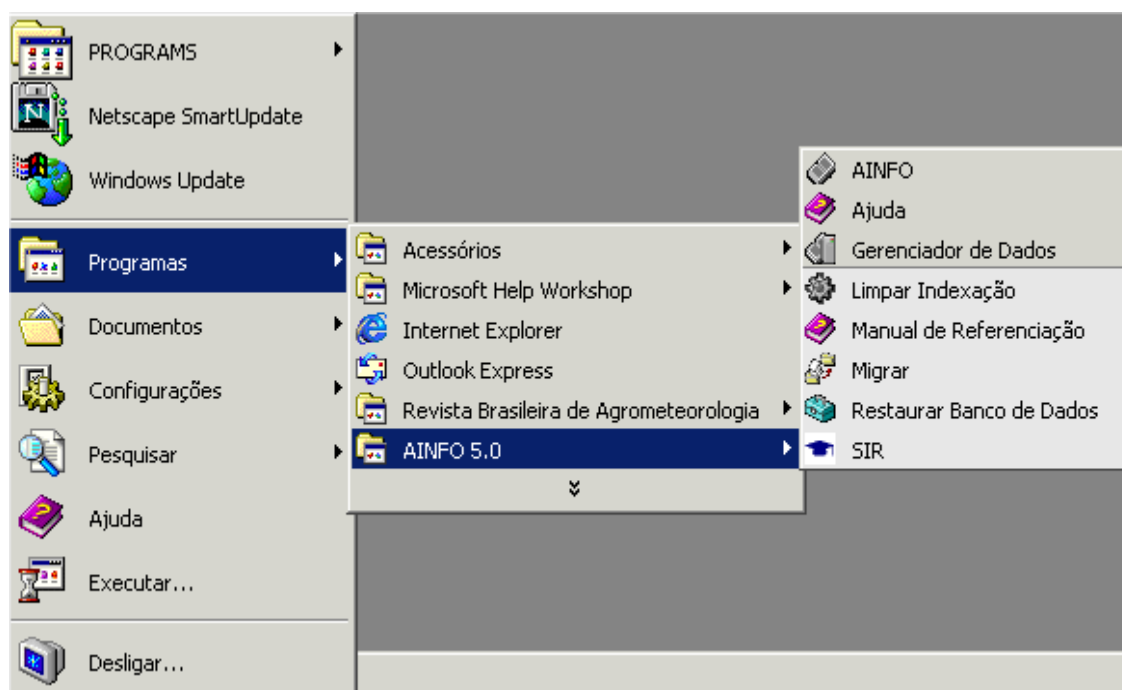 PROGRAMS
Netscape SmartUpdate
Windows Update
Programas
Documentos
Configurações
Pesquisar
Ajuda
Executar...
Desligar...
Acessórios
Microsoft Help Workshop
Internet Explorer
Outlook Express
Revista Brasileira de Agrometeorologia
AINFO 5.0
AINFO
Ajuda
Gerenciador de Dados
Limpar Indexação
Manual de Referenciação
Migrar
Restaurar Banco de Dados
SIR